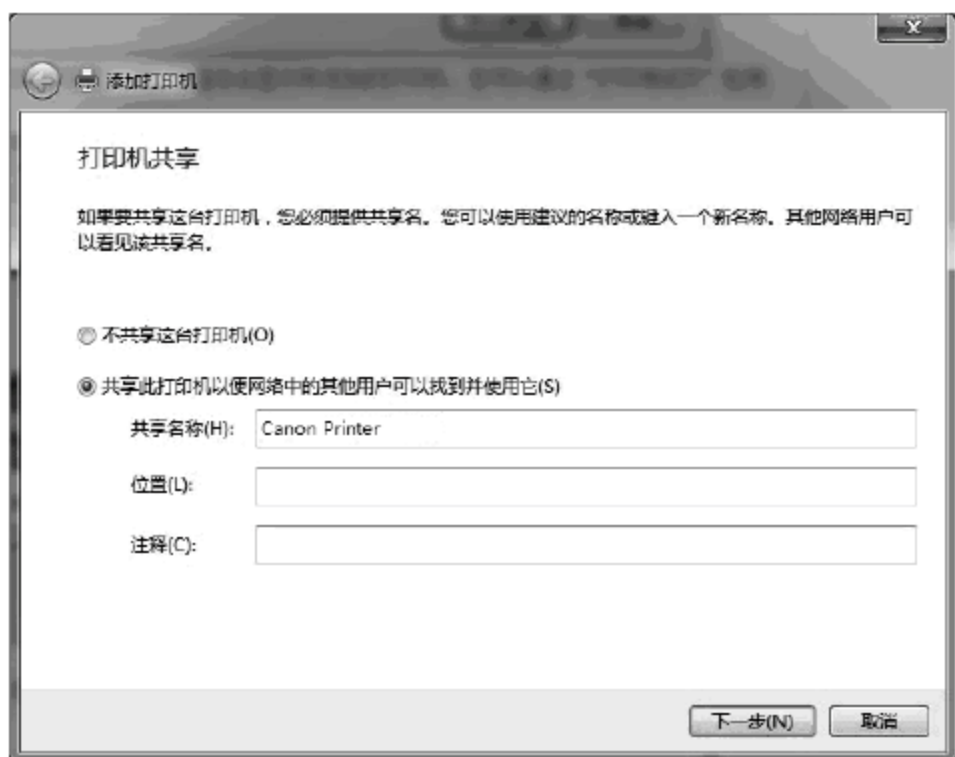 添加打印机
打印机共享
如果要共享这台打印机，您必须提供共享名。您可以使用建议的名称或键入一个新名称。其他网络用户可
以看见该共享名。
不共享这台打印机(O)
共享此打印机以便网络中的其他用户可以找到并使用它(S)
共享名称(H): Canon Printer
位置(L):
注释(C):
下一步(N) 取消